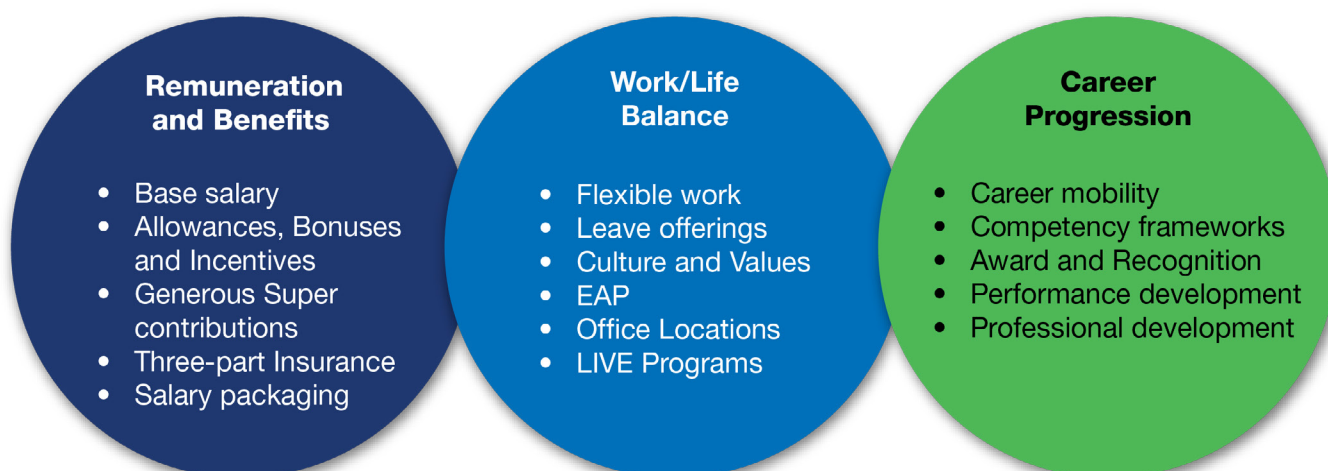 Remuneration
and Benefits
• Base salary
• Allowances, Bonuses
and Incentives
• Generous Super
contributions
• Three-part Insurance
• Salary packaging
Work/Life
Balance
• Flexible work
• Leave offerings
• Culture and Values
• EAP
• Office Locations
• LIVE Programs
Career
Progression
• Career mobility
• Competency frameworks
• Award and Recognition
• Performance development
• Professional development